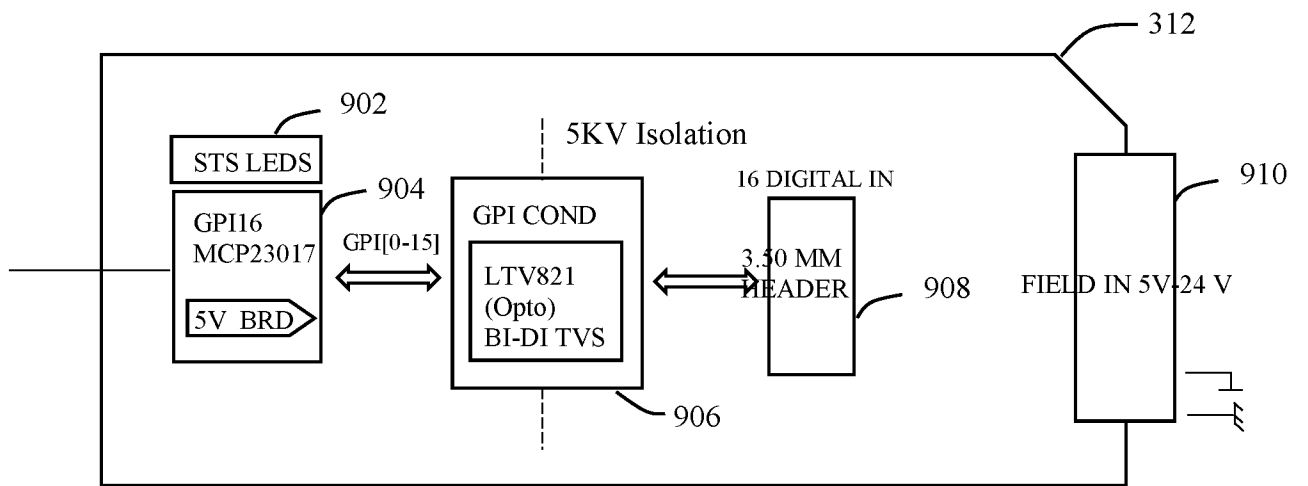 312
902
5KV Isolation
STS LEDS
904
16 DIGITAL IN
910
GPI16
MCP23017
GPI[0-15]
GPI COND
LTV821
(Opto)
BI-DI TVS
3.50 MM
HEADER
908
FIELD IN 5V-24 V
5V BRD
906